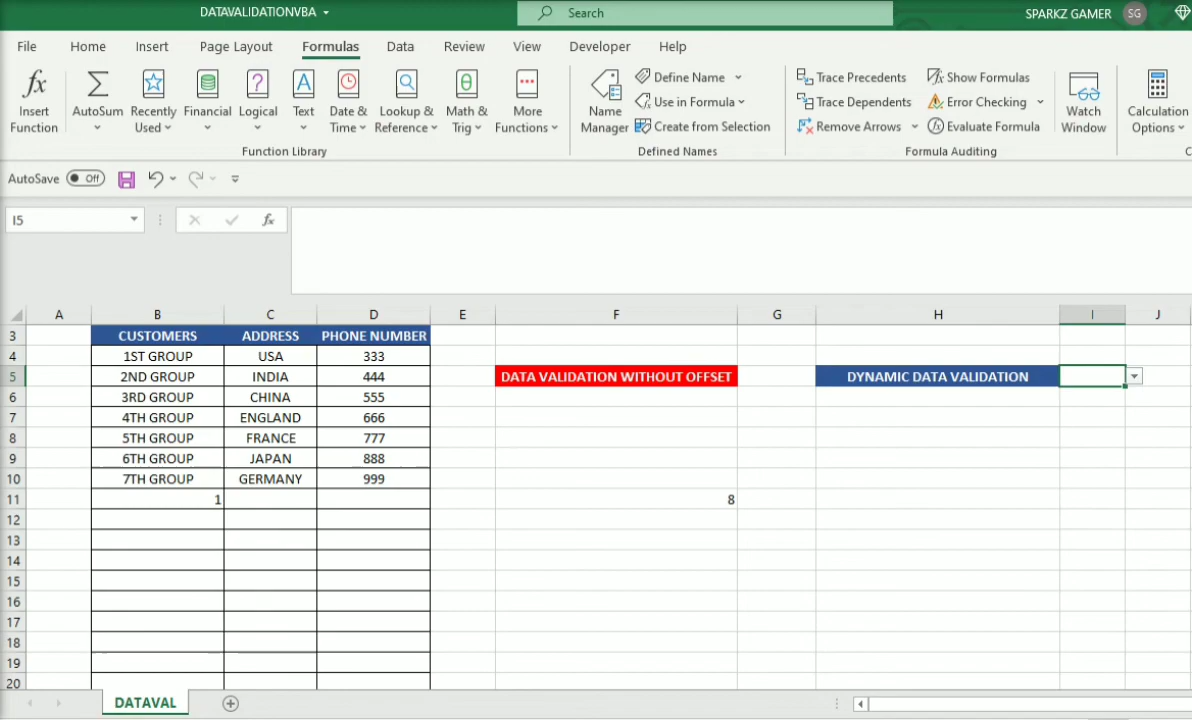 DATAVALIDATIONVBA
Search
SPARKZ GAMER SG
File Home Insert Page Layout Formulas Data Review View Developer Help
fx Insert Function
AutoSum
Recently Used
Financial
Logical
Text
Date & Time
Lookup & Reference
Math & Trig
More Functions
Function Library
Name Manager
Define Name
Use in Formula
Create from Selection
Defined Names
Trace Precedents
Trace Dependents
Remove Arrows
Show Formulas
Error Checking
Evaluate Formula
Formula Auditing
Watch Window
Calculation Options
C
AutoSave Off
I5 fx
A B C D E F G H I J
3 CUSTOMERS ADDRESS PHONE NUMBER
4 1ST GROUP USA 333
5 2ND GROUP INDIA 444 DATA VALIDATION WITHOUT OFFSET DYNAMIC DATA VALIDATION
6 3RD GROUP CHINA 555
7 4TH GROUP ENGLAND 666
8 5TH GROUP FRANCE 777
9 6TH GROUP JAPAN 888
10 7TH GROUP GERMANY 999
11 1 8
12
13
14
15
16
17
18
19
20
DATAVAL